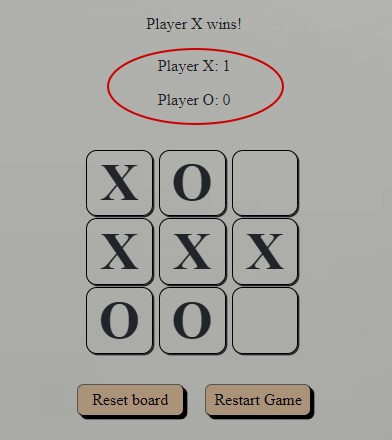 Player X wins!
Player X: 1
Player O: 0
X O
X X X
O O
Reset board Restart Game